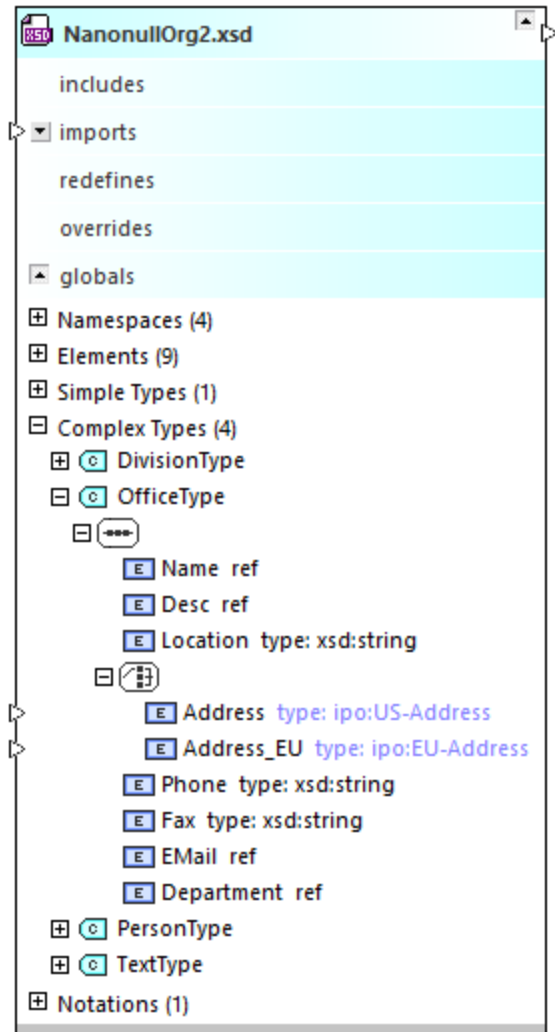 XSD NanonullOrg2.xsd
includes
imports
redefines
overrides
globals
Namespaces (4)
Elements (9)
Simple Types (1)
Complex Types (4)
C DivisionType
C OfficeType
E Name ref
E Desc ref
E Location type: xsd:string
E Address type: ipo:US-Address
E Address_EU type: ipo:EU-Address
E Phone type: xsd:string
E Fax type: xsd:string
E EMail ref
E Department ref
C PersonType
C TextType
Notations (1)